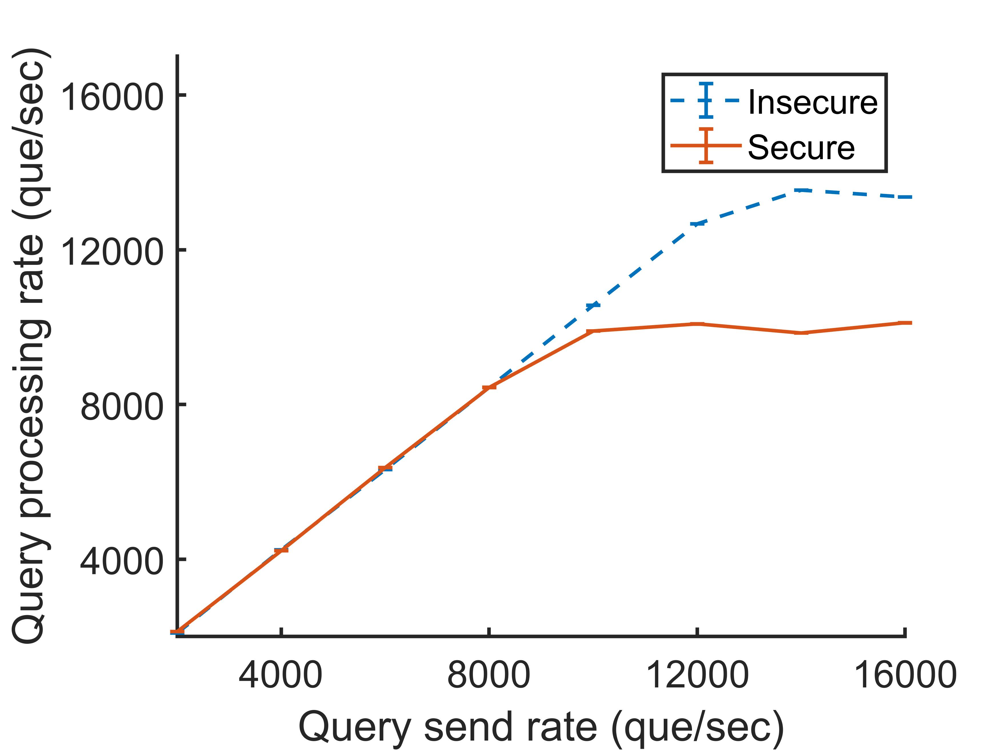 Query processing rate (que/sec)
16000
12000
8000
4000
Insecure
Secure
4000 8000 12000 16000
Query send rate (que/sec)